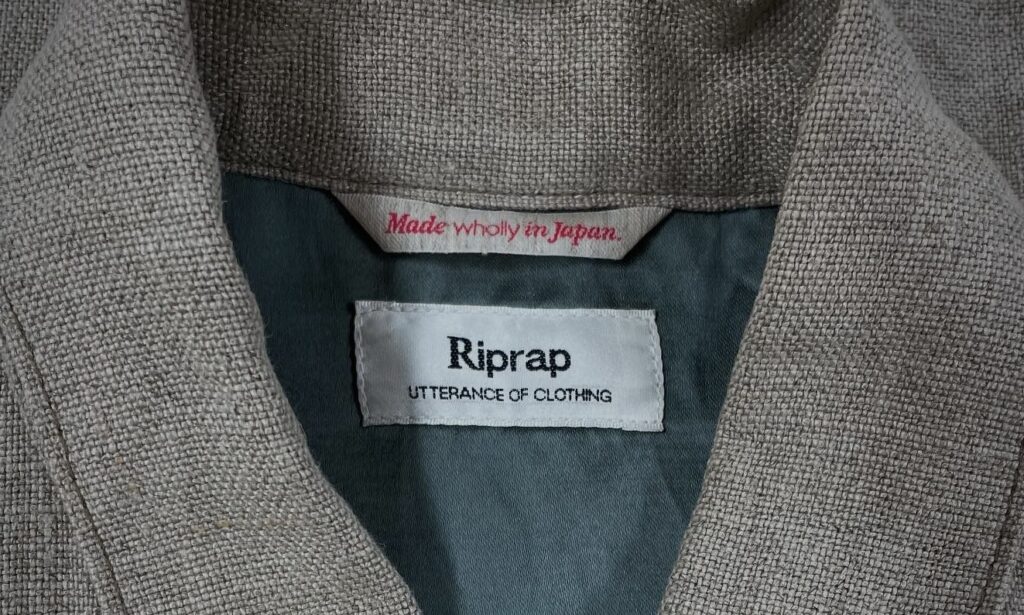 Made wholly in Japan.
Riprap
UTTERANCE OF CLOTHING